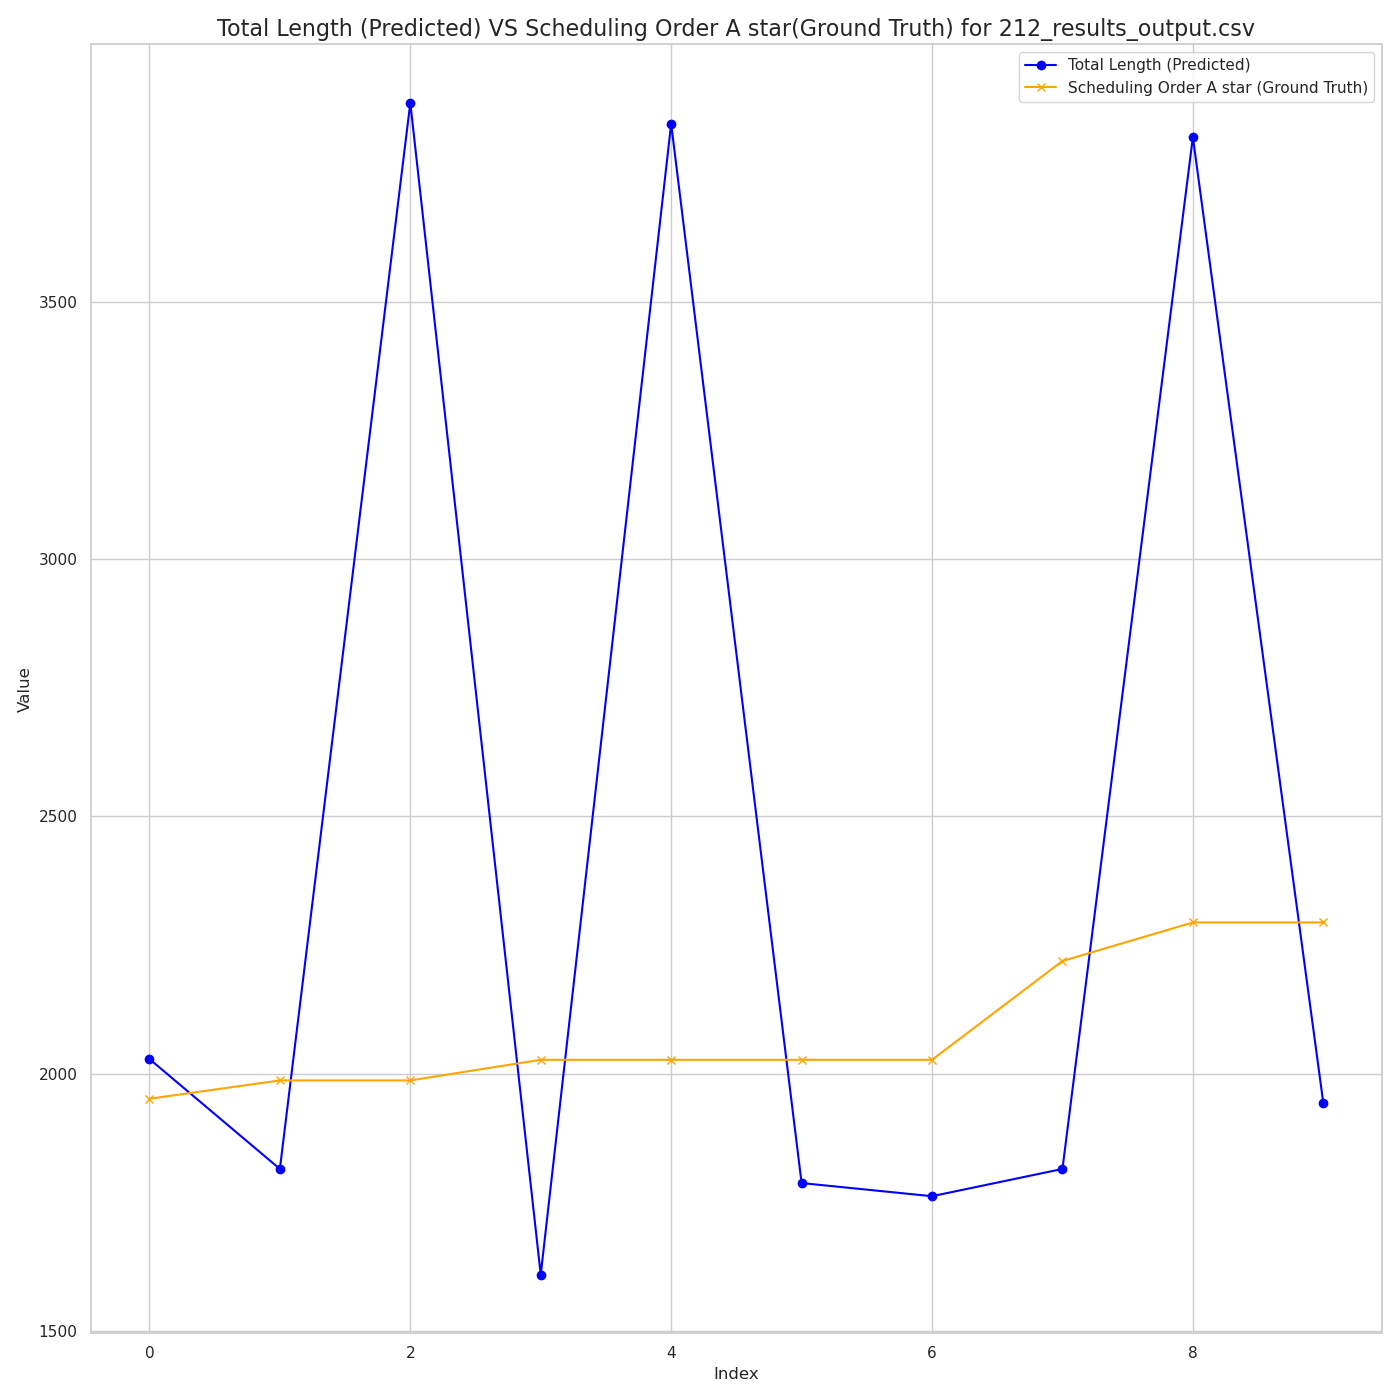 Total Length (Predicted) VS Scheduling Order A star(Ground Truth) for 212_results_output.csv
Total Length (Predicted)
Scheduling Order A star (Ground Truth)
3500
3000
2500
2000
1500
Value
0 2 4 6 8
Index